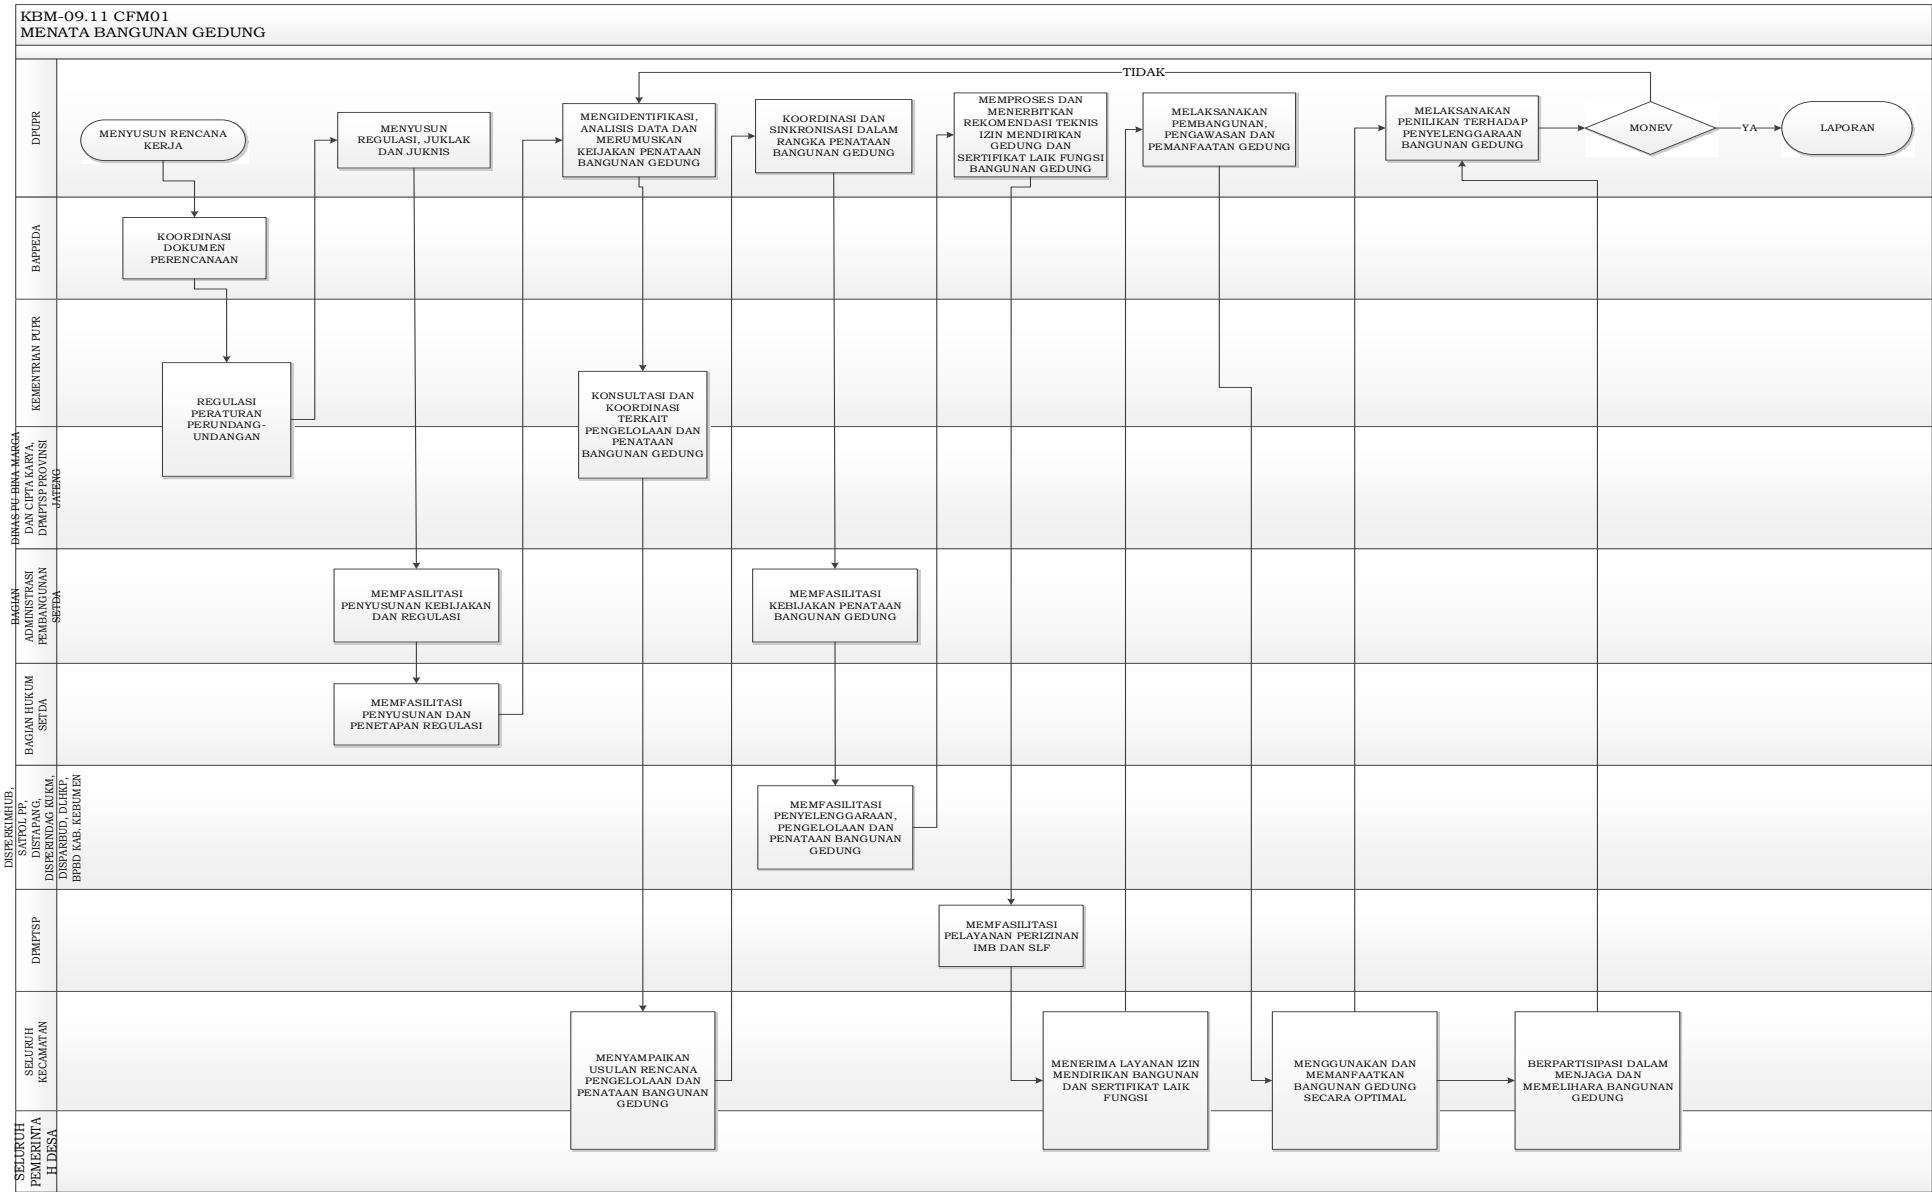 KBM-09.11 CFM01
MENATA BANGUNAN GEDUNG
DPUPR
TIDAK
MENYUSUN RENCANA
KERJA
MENYUSUN
REGULASI, JUKLAK
DAN JUKNIS
MENGIDENTIFIKASI,
ANALISIS DATA DAN
MERUMUSKAN
KEIJAKAN PENATAAN
BANGUNAN GEDUNG
KOORDINASI DAN
SINKRONISASI DALAM
RANGKA PENATAAN
BANGUNAN GEDUNG
MEMPROSES DAN
MENERBITKAN
REKOMENDASI TEKNIS
IZIN MENDIRIKAN
GEDUNG DAN
SERTIFIKAT LAIK FUNGSI
BANGUNAN GEDUNG
MELAKSANAKAN
PEMBANGUNAN,
PENGAWASAN DAN
PEMANFAATAN GEDUNG
MELAKSANAKAN
PENILIKAN TERHADAP
PENYELENGGARAAN
BANGUNAN GEDUNG
MONEV
YA
LAPORAN
BAPPEDA
KOORDINASI
DOKUMEN
PERENCANAAN
KEMENTRIAN PUPR
REGULASI
PERATURAN
PERUNDANG-
UNDANGAN
KONSULTASI DAN
KOORDINASI
TERKAIT
PENGELOLAAN DAN
PENATAAN
BANGUNAN GEDUNG
DINAS PU BINA MARGA
DAN CIPTA KARYA,
DPMPTSP PROVINSI
JATENG
BAGIAN
ADMINISTRASI
PEMBANGUNAN
SETDA
MEMFASILITASI
PENYUSUNAN KEBIJAKAN
DAN REGULASI
MEMFASILITASI
KEBIJAKAN PENATAAN
BANGUNAN GEDUNG
BAGIAN HUKUM
SETDA
MEMFASILITASI
PENYUSUNAN DAN
PENETAPAN REGULASI
DISPERKIMHUB,
SATPOL PP,
DISTAPANG,
DISPERINDAG KUKM,
DISPARBUD, DLHKP,
BPBD KAB. KEBUMEN
MEMFASILITASI
PENYELENGGARAAN,
PENGELOLAAN DAN
PENATAAN BANGUNAN
GEDUNG
DPMPTSP
MEMFASILITASI
PELAYANAN PERIZINAN
IMB DAN SLF
SELURUH
KECAMATAN
MENYAMPAIKAN
USULAN RENCANA
PENGELOLAAN DAN
PENATAAN BANGUNAN
GEDUNG
MENERIMA LAYANAN IZIN
MENDIRIKAN BANGUNAN
DAN SERTIFIKAT LAIK
FUNGSI
MENGGUNAKAN DAN
MEMANFAATKAN
BANGUNAN GEDUNG
SECARA OPTIMAL
BERPARTISIPASI DALAM
MENJAGA DAN
MEMELIHARA BANGUNAN
GEDUNG
SELURUH
PEMERINTA
H DESA